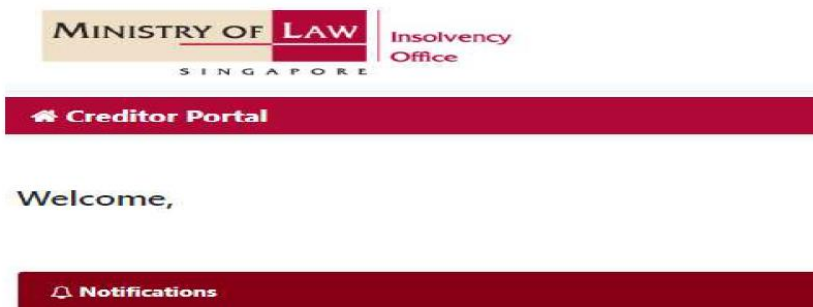 MINISTRY OF LAW
SINGAPORE
Insolvency
Office
Creditor Portal
Welcome,
Notifications